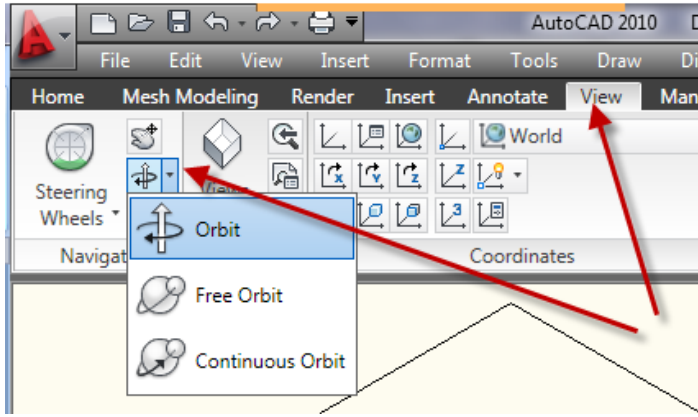 AutoCAD 2010
File Edit View Insert Format Tools Draw
Home Mesh Modeling Render Insert Annotate View
World
Steering
Wheels
Orbit
Coordinates
Free Orbit
Continuous Orbit